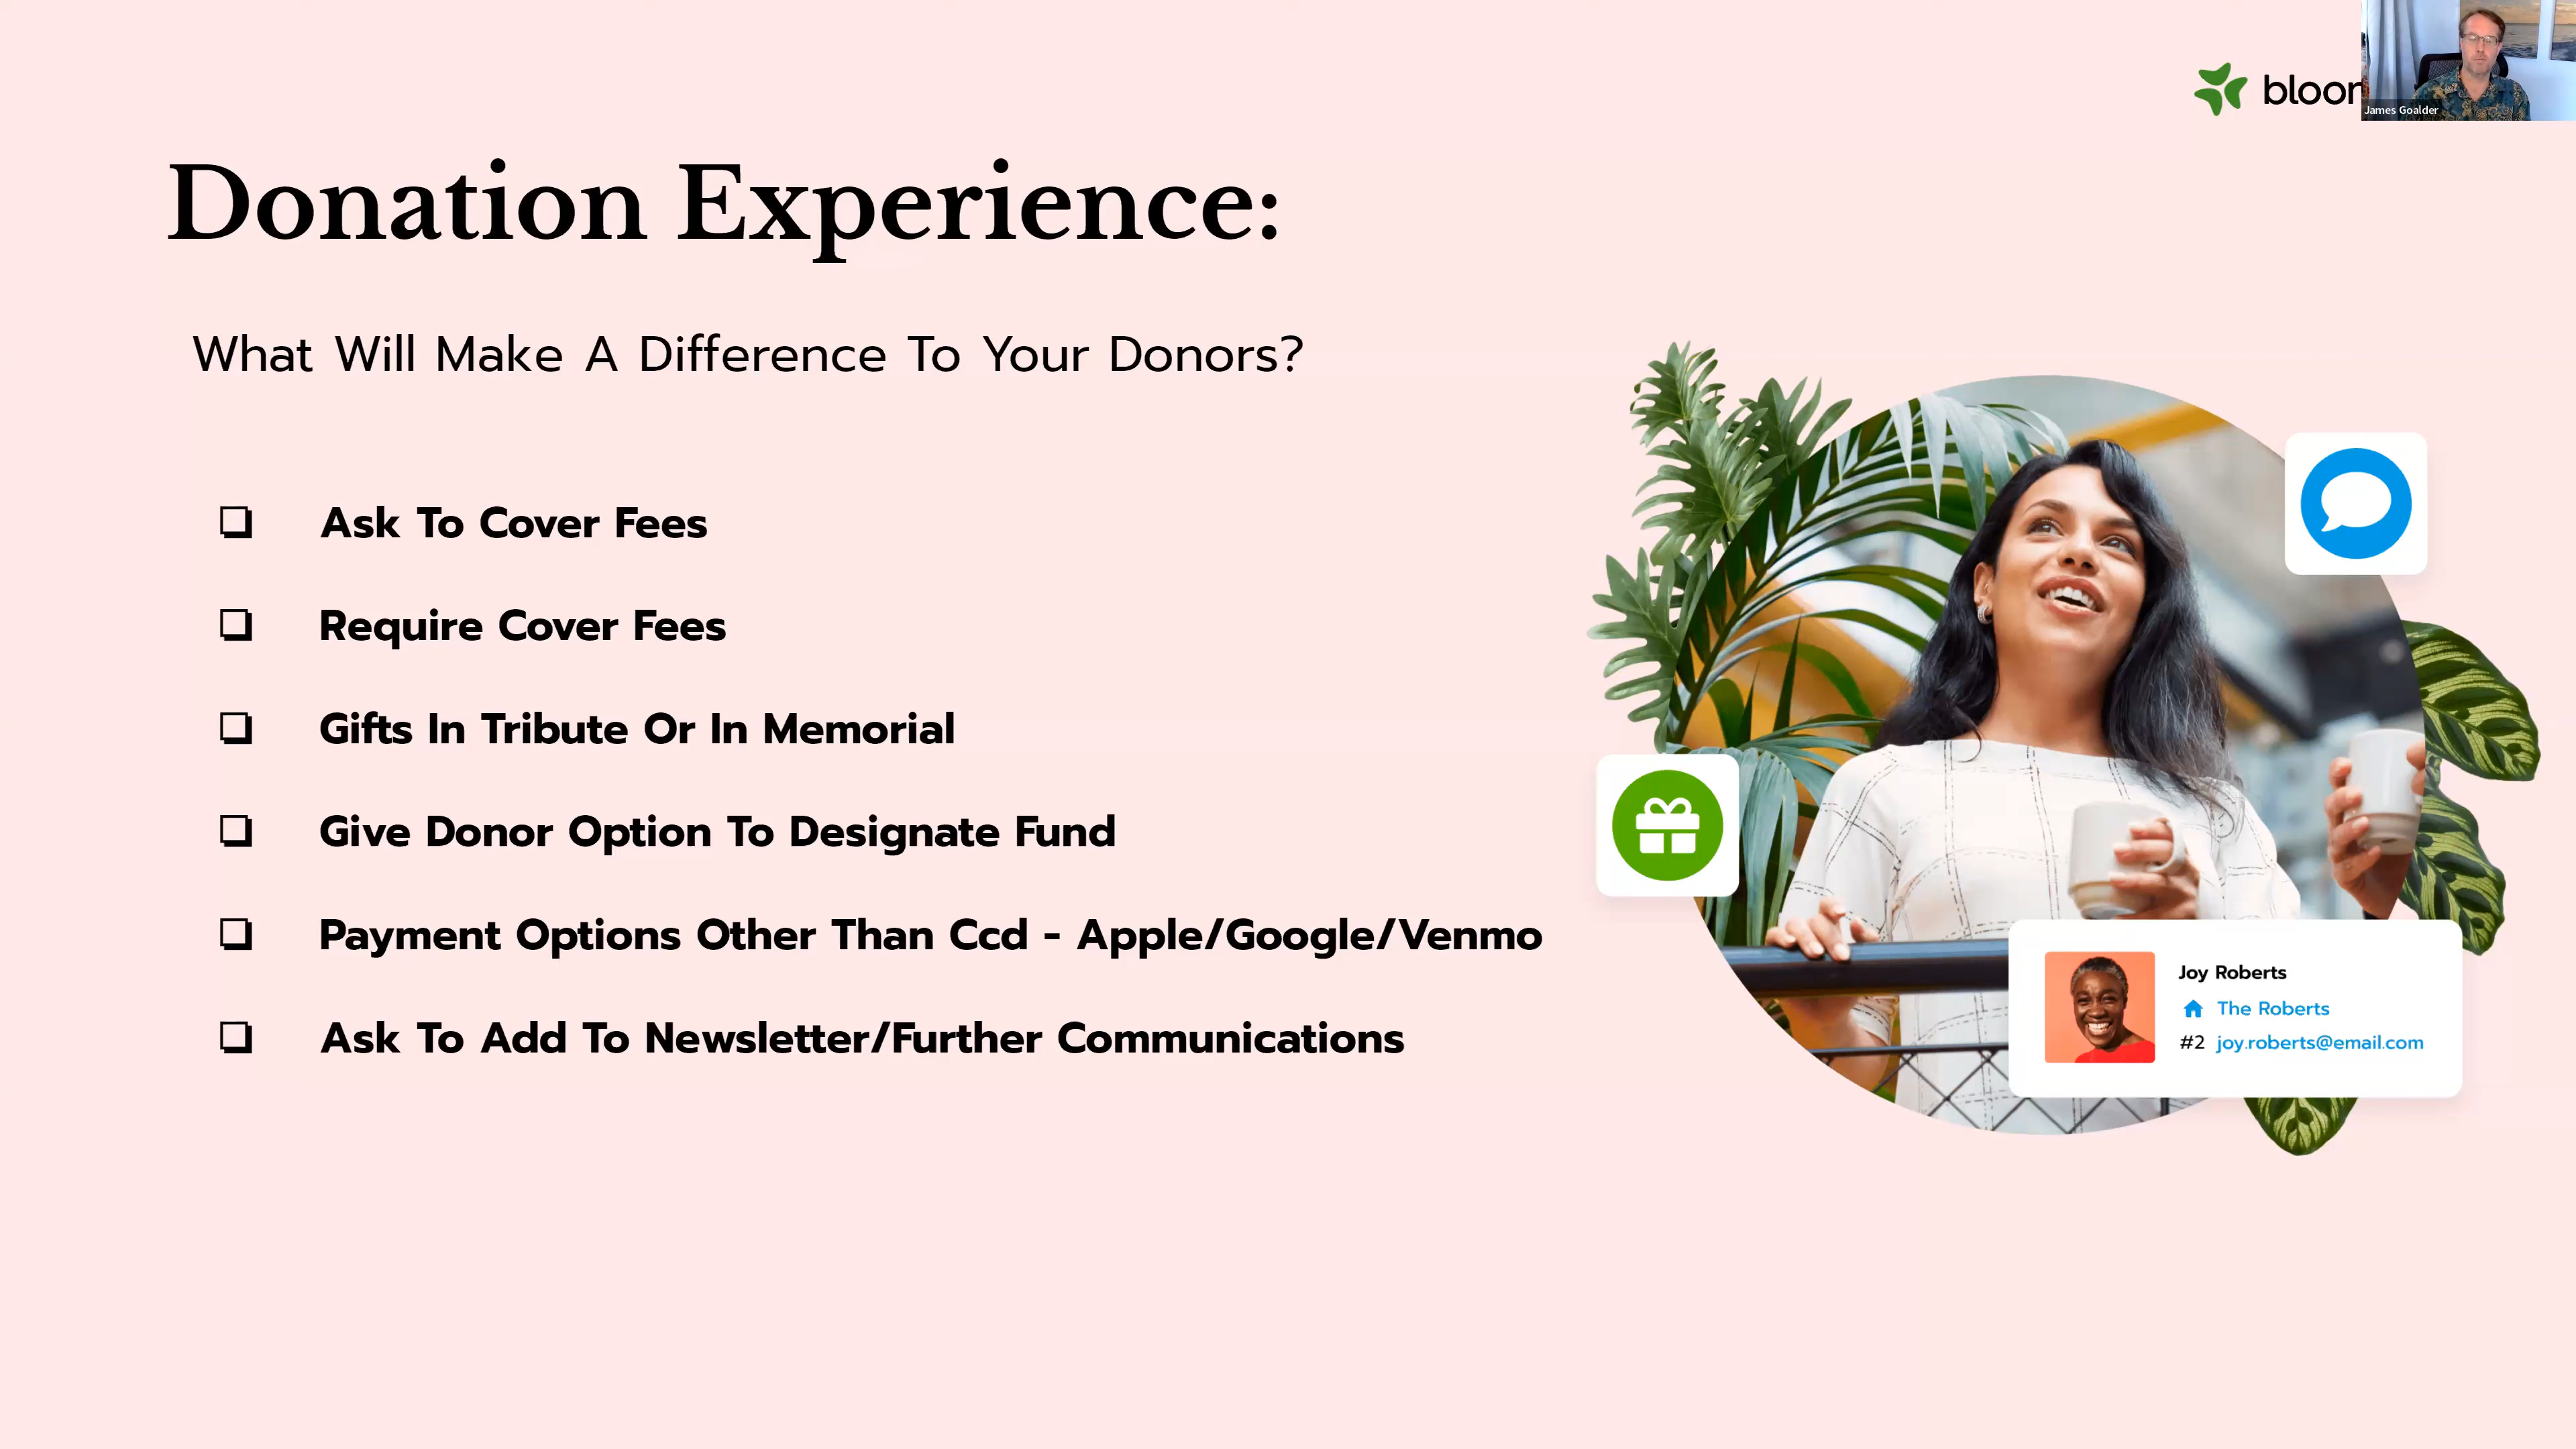 bloom
James Goalder
Donation Experience:
What Will Make A Difference To Your Donors?
Ask To Cover Fees
Require Cover Fees
Gifts In Tribute Or In Memorial
Give Donor Option To Designate Fund
Payment Options Other Than Ccd - Apple/Google/Venmo
Ask To Add To Newsletter/Further Communications
Joy Roberts
The Roberts
#2 joy.roberts@email.com